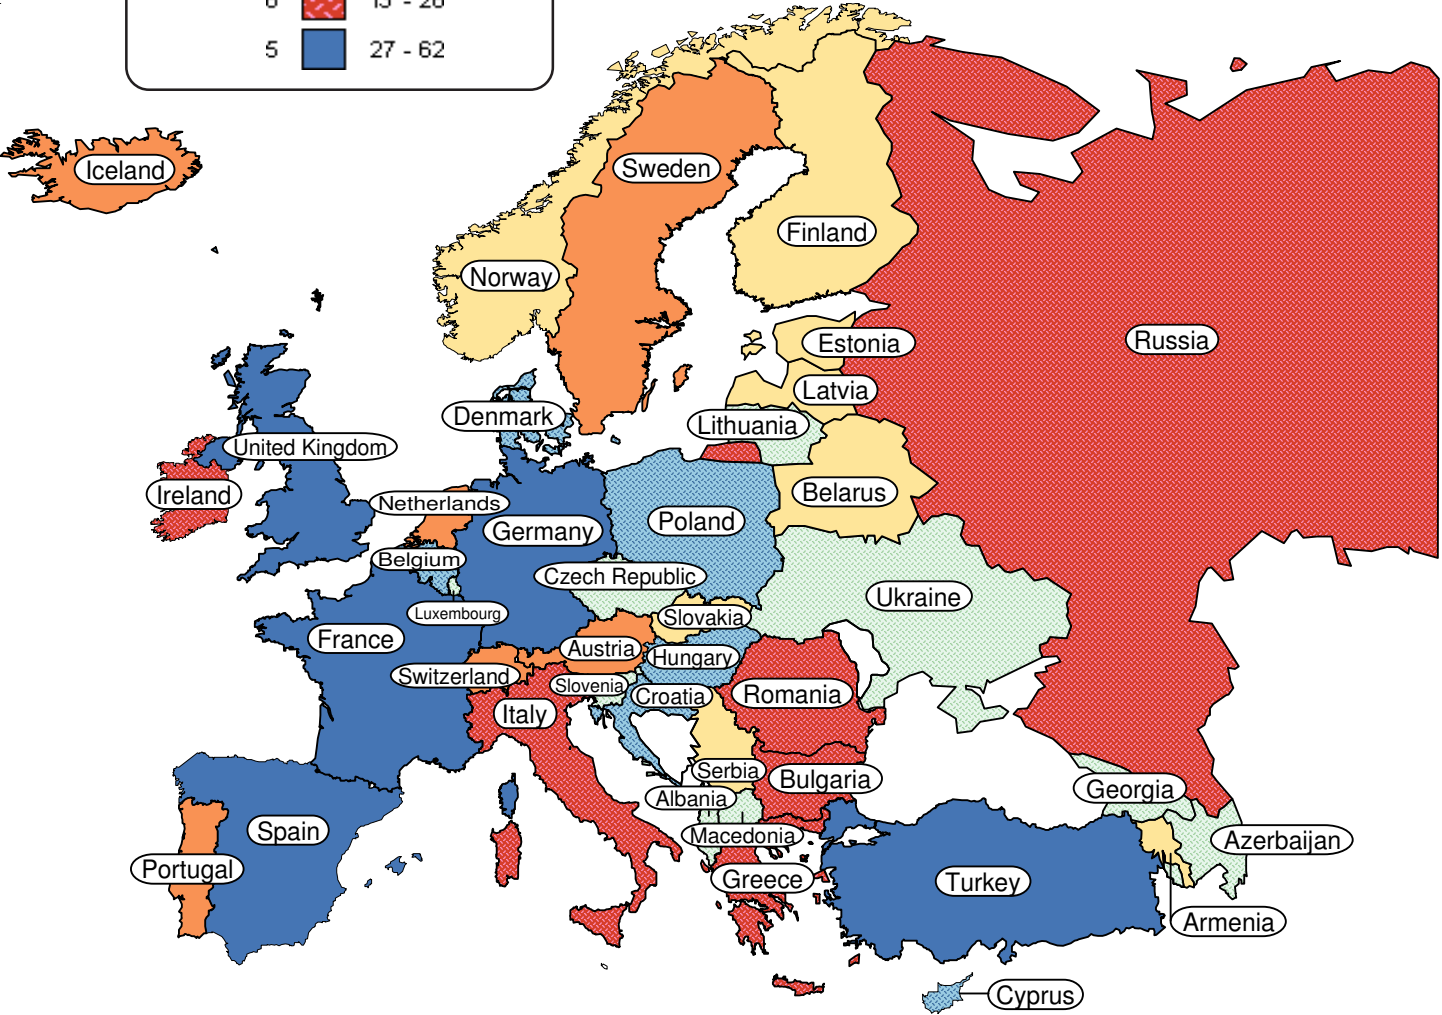 5 27 - 62
Iceland
Sweden
Finland
Norway
Russia
Estonia
Latvia
Denmark
Lithuania
United Kingdom
Ireland
Belarus
Netherlands
Poland
Germany
Belgium
Czech Republic
Ukraine
Luxembourg
Slovakia
France
Austria
Hungary
Switzerland
Slovenia
Croatia
Romania
Italy
Serbia
Bulgaria
Georgia
Albania
Spain
Macedonia
Azerbaijan
Portugal
Greece
Turkey
Armenia
Cyprus